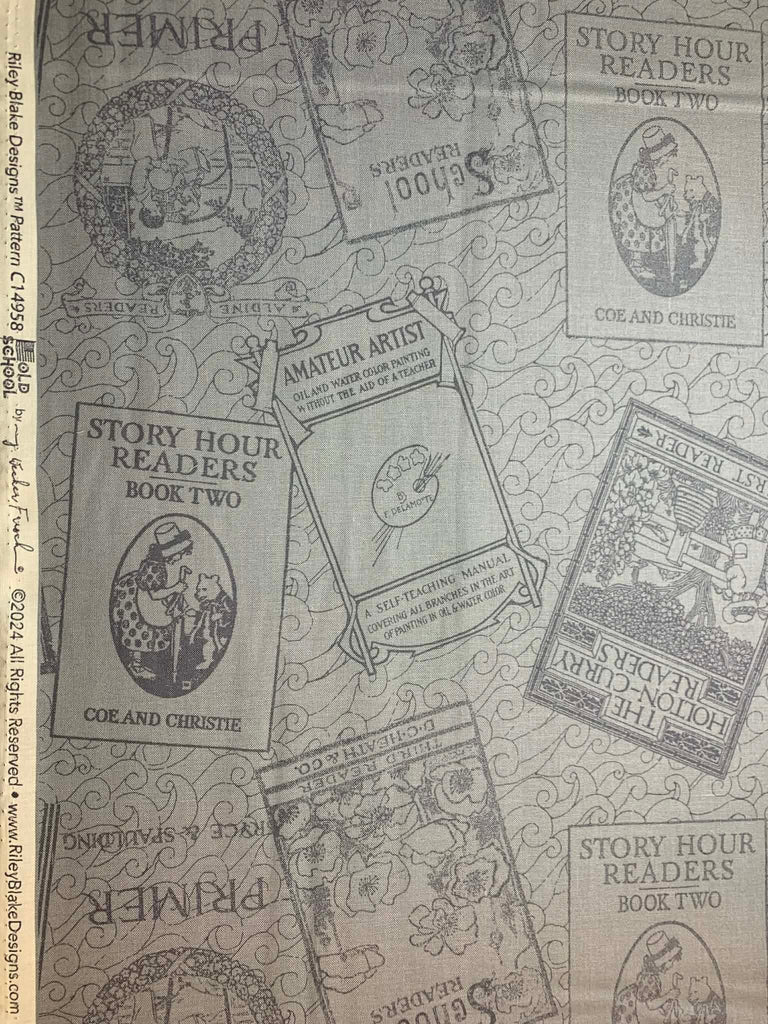 Riley Blake Designs™ Pattern C14958 OLD SCHOOL by
©2024 All Rights Reserved • www.RileyBlakeDesigns.com
PRIMER
ALDINE READERS
School
READERS
STORY HOUR
READERS
BOOK TWO
COE AND CHRISTIE
AMATEUR ARTIST
OIL AND WATER COLOR PAINTING
WITHOUT THE AID OF A TEACHER
F. DELAMOTTE
A SELF-TEACHING MANUAL
COVERING ALL BRANCHES IN THE ART
OF PAINTING IN OIL & WATER COLOR.
STORY HOUR
READERS
BOOK TWO
COE AND CHRISTIE
RST READER
THE
HOLTON-CURRY
READERS
D·C·HEATH & CO.
THIRD READER
School
READERS
RYCE & SPAULDING
PRIMER
STORY HOUR
READERS
BOOK TWO